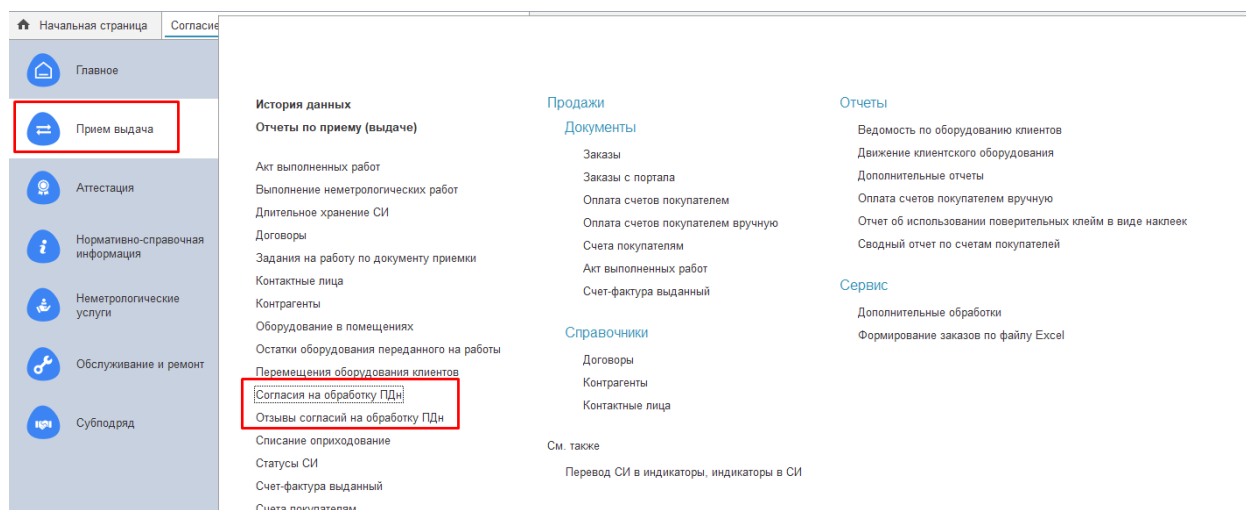 Начальная страница
Согласие
Главное
Прием выдача
Аттестация
Нормативно-справочная
информация
Неметрологические
услуги
Обслуживание и ремонт
Субподряд
История данных
Отчеты по приему (выдаче)
Акт выполненных работ
Выполнение неметрологических работ
Длительное хранение СИ
Договоры
Задания на работу по документу приемки
Контактные лица
Контрагенты
Оборудование в помещениях
Остатки оборудования переданного на работы
Перемещения оборудования клиентов
Согласия на обработку ПДн
Отзывы согласий на обработку ПДн
Списание оприходование
Статусы СИ
Счет-фактура выданный
Счета покупателям
Продажи
Документы
Заказы
Заказы с портала
Оплата счетов покупателем
Оплата счетов покупателем вручную
Счета покупателям
Акт выполненных работ
Счет-фактура выданный
Справочники
Договоры
Контрагенты
Контактные лица
См. также
Перевод СИ в индикаторы, индикаторы в СИ
Отчеты
Ведомость по оборудованию клиентов
Движение клиентского оборудования
Дополнительные отчеты
Оплата счетов покупателем вручную
Отчет об использовании поверительных клейм в виде наклеек
Сводный отчет по счетам покупателей
Сервис
Дополнительные обработки
Формирование заказов по файлу Excel